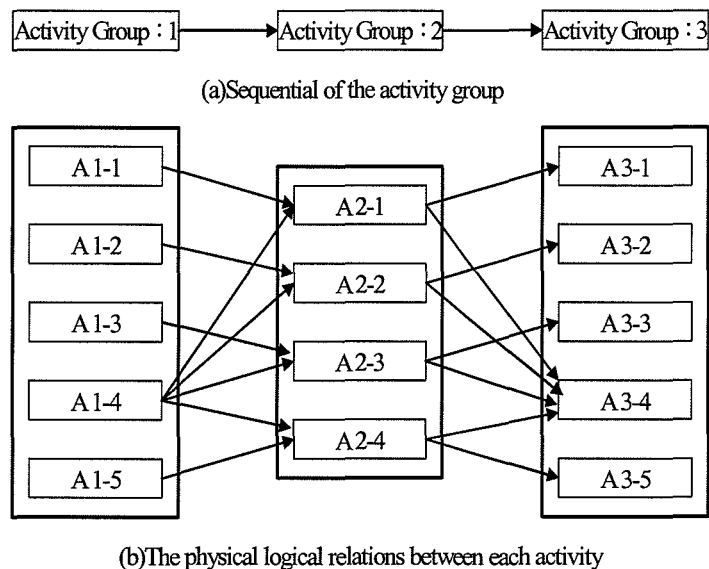 Activity Group : 1
Activity Group : 2
Activity Group : 3
(a)Sequential of the activity group
A1-1
A1-2
A1-3
A1-4
A1-5
A2-1
A2-2
A2-3
A2-4
A3-1
A3-2
A3-3
A3-4
A3-5
(b)The physical logical relations between each activity